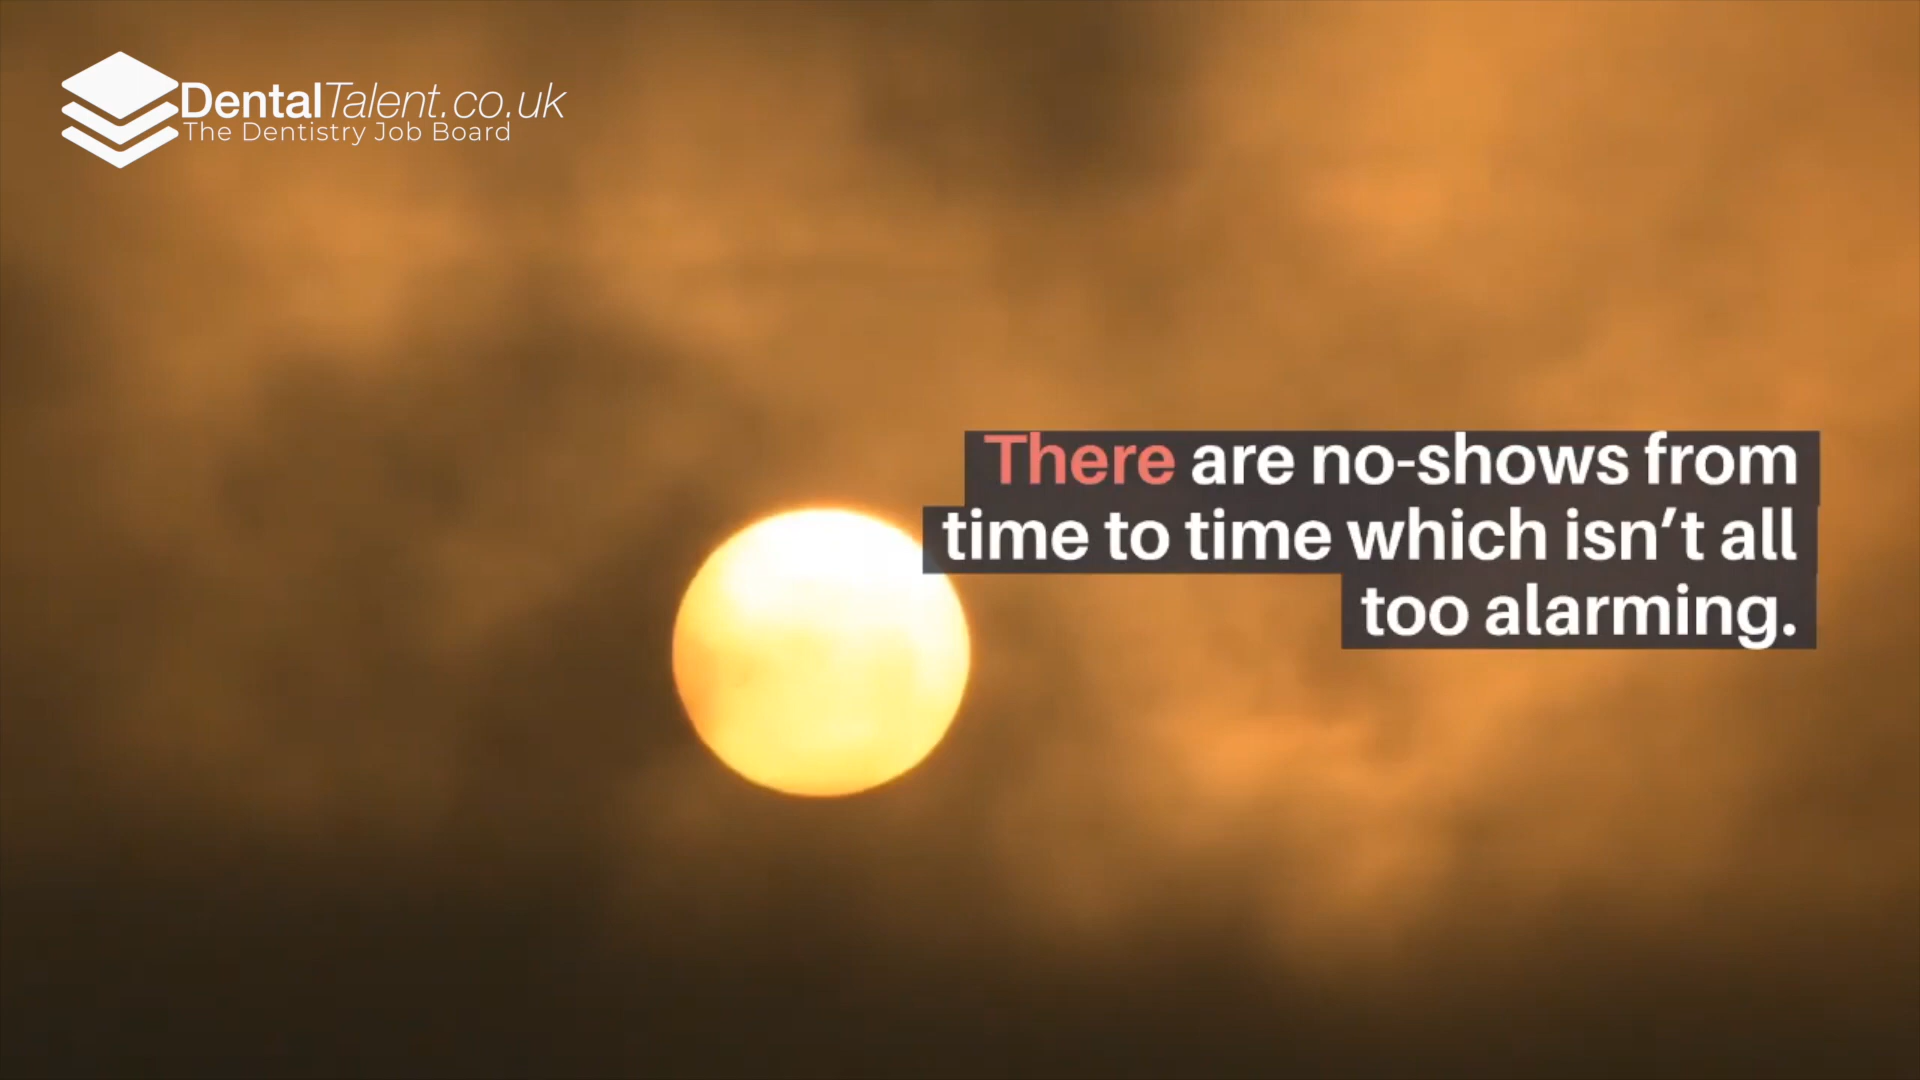 DentalTalent.co.uk
The Dentistry Job Board
There are no-shows from
time to time which isn’t all
too alarming.